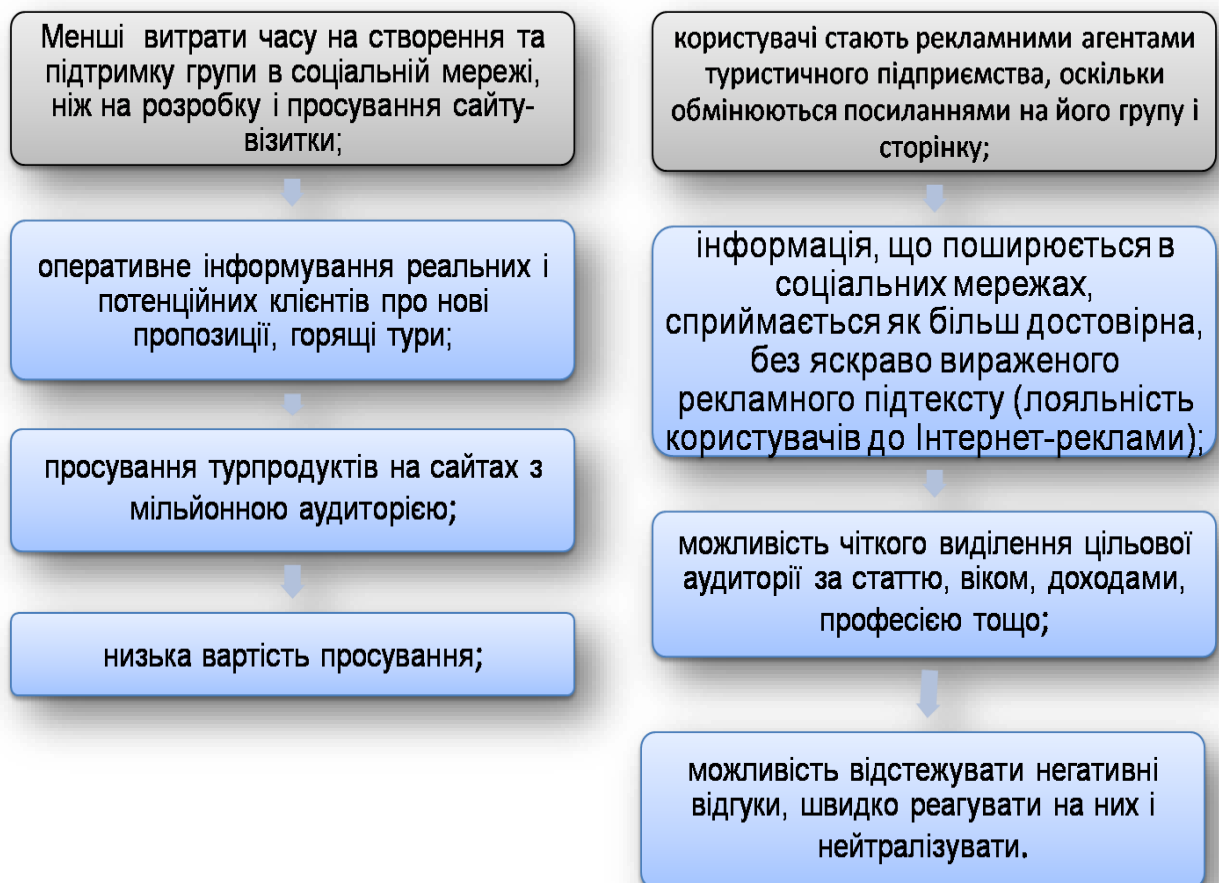 Менші витрати часу на створення та
підтримку групи в соціальній мережі,
ніж на розробку і просування сайту-
візитки;
оперативне інформування реальних і
потенційних клієнтів про нові
пропозиції, горящі тури;
просування турпродуктів на сайтах з
мільйонною аудиторією;
низька вартість просування;
користувачі стають рекламними агентами
туристичного підприємства, оскільки
обмінюються посиланнями на його групу і
сторінку;
інформація, що поширюється в
соціальних мережах,
сприймається як більш достовірна,
без яскраво вираженого
рекламного підтексту (лояльність
користувачів до Інтернет-реклами);
можливість чіткого виділення цільової
аудиторії за статтю, віком, доходами,
професією тощо;
можливість відстежувати негативні
відгуки, швидко реагувати на них і
нейтралізувати.